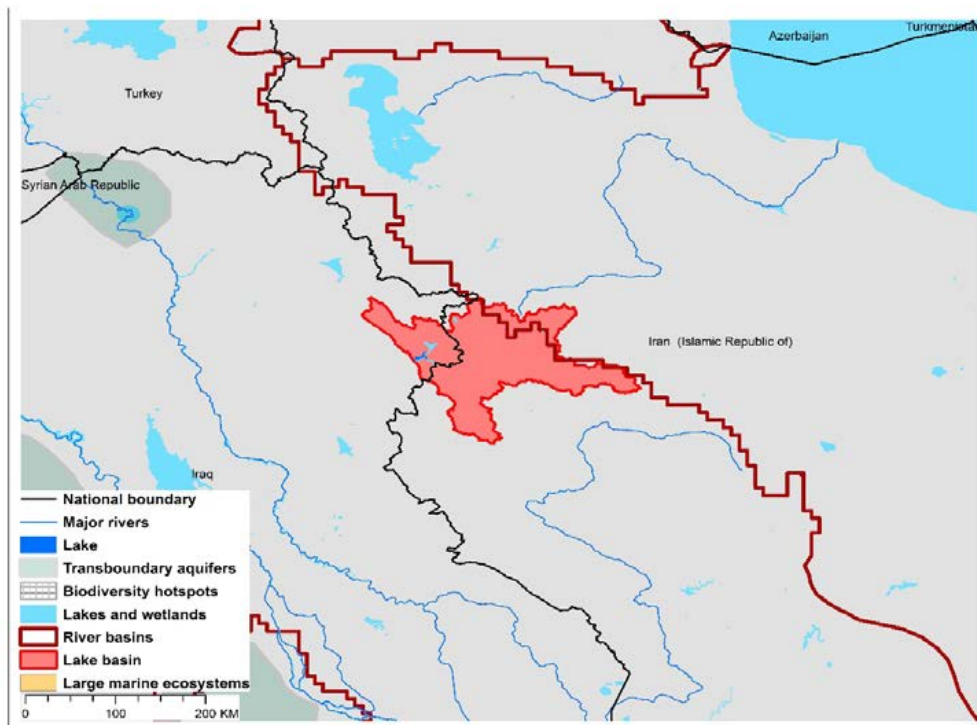 Azerbaijan
Turkmenistan
Turkey
Syrian Arab Republic
Iran (Islamic Republic of)
Iraq
National boundary
Major rivers
Lake
Transboundary aquifers
Biodiversity hotspots
Lakes and wetlands
River basins
Lake basin
Large marine ecosystems
0 100 200 KM